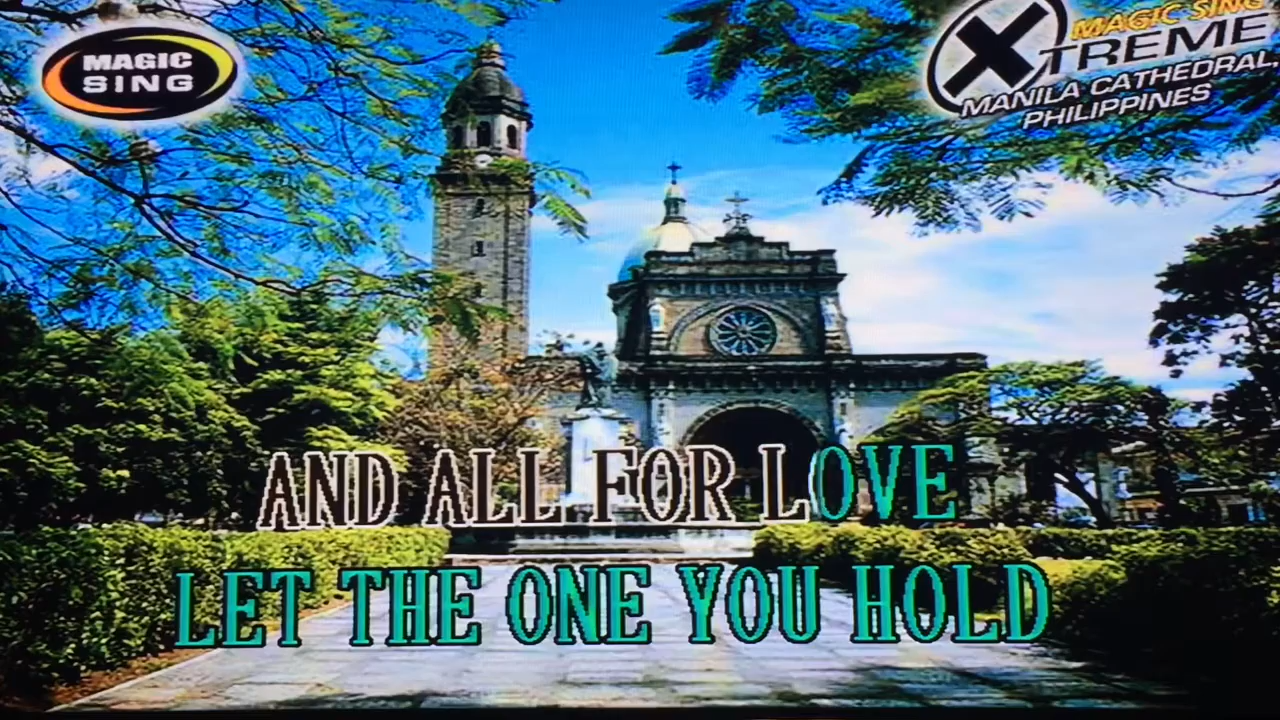 MAGIC
SING
MAGIC SING
XTREME
MANILA CATHEDRAL,
PHILIPPINES
AND ALL FOR LOVE
LET THE ONE YOU HOLD